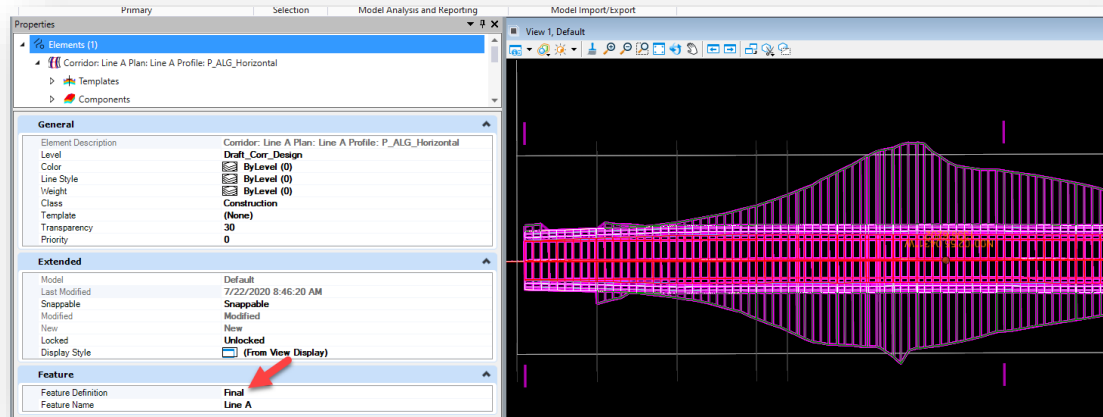 Primary Selection Model Analysis and Reporting Model Import/Export
Properties
Elements (1)
Corridor: Line A Plan: Line A Profile: P_ALG_Horizontal
Templates
Components
General
Element Description Corridor: Line A Plan: Line A Profile: P_ALG_Horizontal
Level Draft_Corr_Design
Color ByLevel (0)
Line Style ByLevel (0)
Weight ByLevel (0)
Class Construction
Template (None)
Transparency 30
Priority 0
Extended
Model Default
Last Modified 7/22/2020 8:46:20 AM
Snappable Snappable
Modified Modified
New New
Locked Unlocked
Display Style (From View Display)
Feature
Feature Definition Final
Feature Name Line A
View 1, Default